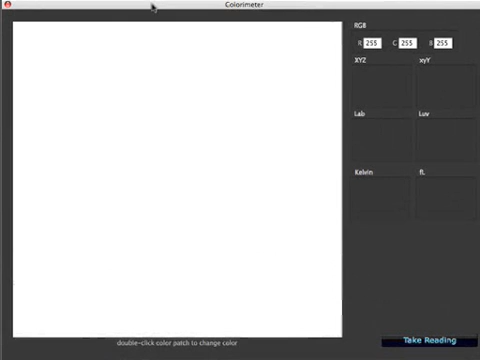 Colorimeter
RGB
R 255 G 255 B 255
XYZ xyY
Lab Luv
Kelvin fL
double-click color patch to change color
Take Reading